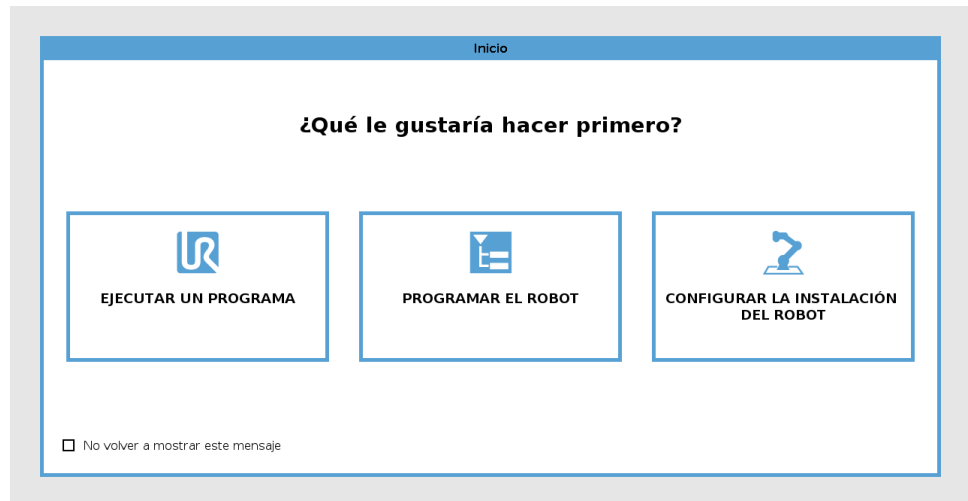 Inicio
¿Qué le gustaría hacer primero?
EJECUTAR UN PROGRAMA
PROGRAMAR EL ROBOT
CONFIGURAR LA INSTALACIÓN
DEL ROBOT
No volver a mostrar este mensaje